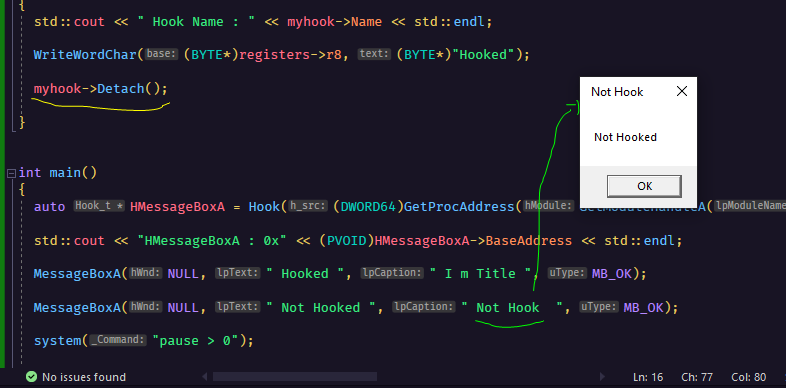 {
std::cout << " Hook Name : " << myhook->Name << std::endl;
WriteWordChar(base: (BYTE*)registers->r8, text: (BYTE*)"Hooked");
myhook->Detach();
}
Not Hook
Not Hooked
OK
int main()
{
auto Hook_t * HMessageBoxA = Hook(h_src: (DWORD64)GetProcAddress(hModule: GetModuleHandleA(lpModuleName
std::cout << "HMessageBoxA : 0x" << (PVOID)HMessageBoxA->BaseAddress << std::endl;
MessageBoxA(hWnd: NULL, lpText: " Hooked ", lpCaption: " I m Title ", uType: MB_OK);
MessageBoxA(hWnd: NULL, lpText: " Not Hooked ", lpCaption: " Not Hook  ", uType: MB_OK);
system(_Command: "pause > 0");
No issues found
Ln: 16 Ch: 77 Col: 80